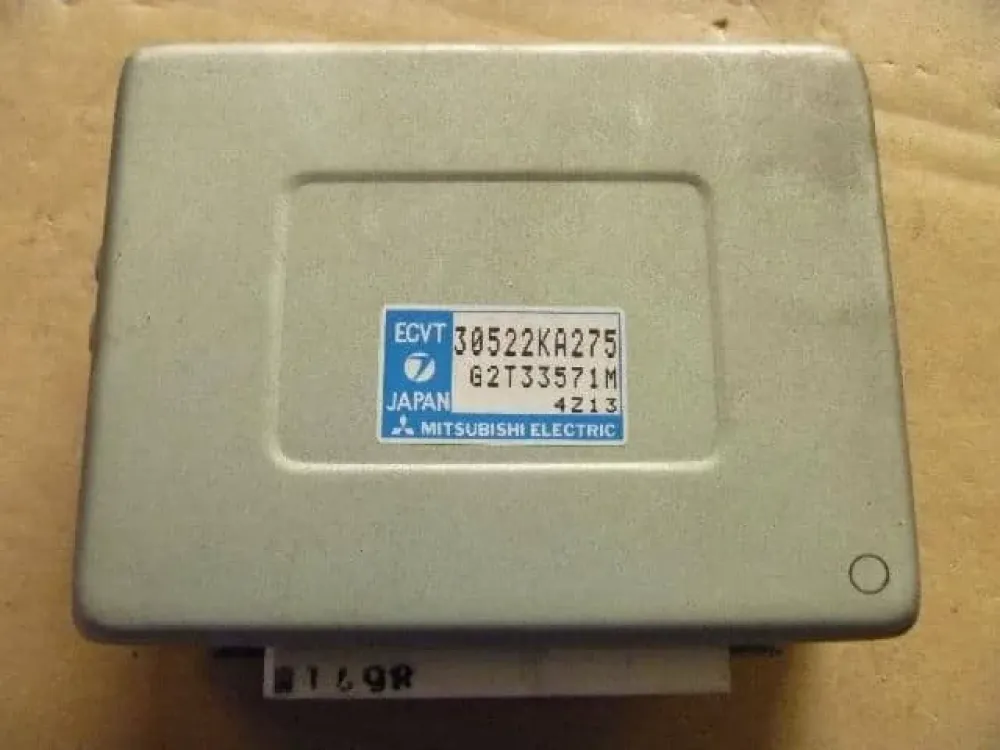 ECVT 30522KA275
G2T33571M
JAPAN 4Z13
MITSUBISHI ELECTRIC